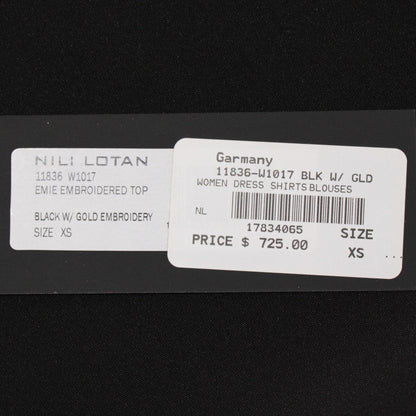 NILI LOTAN
11836 W1017
EMIE EMBROIDERED TOP
BLACK W/ GOLD EMBROIDERY
SIZE XS
Garmany
11836-W1017 BLK W/ GLD
WOMEN DRESS SHIRTS BLOUSES
NL
17834065
SIZE
PRICE $ 725.00
XS